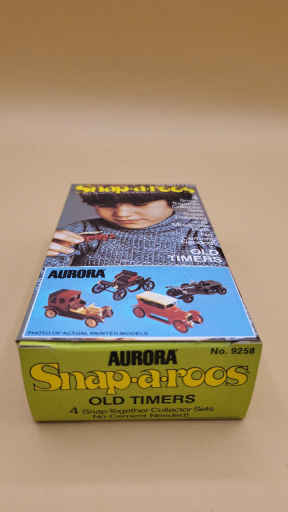 Snap-a-roos
OLD
TIMERS
AURORA
PHOTO OF ACTUAL PAINTED MODELS
AURORA
No. 9258
Snap-a-roos
OLD TIMERS
4 Snap-Together Collector Sets
No Cement Needed!